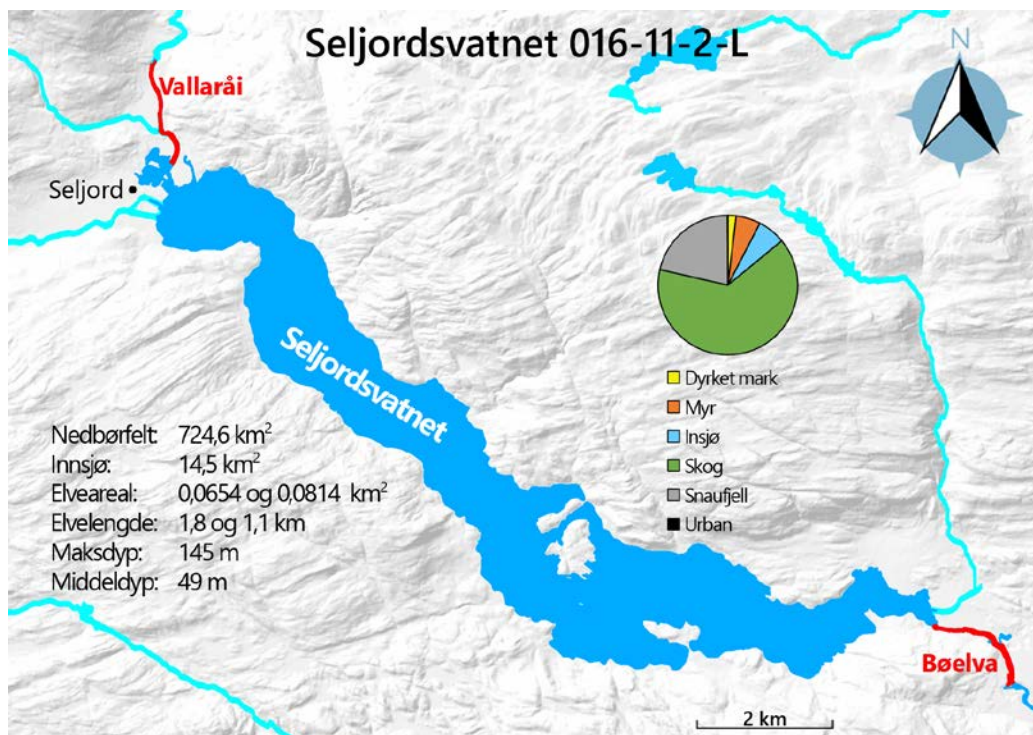 Seljordsvatnet 016-11-2-L
N
Vallaråi
Seljord
Seljordsvatnet
Dyrket mark
Myr
Insjø
Skog
Snaufjell
Urban
Nedbørfelt: 724,6 km²
Innsjø: 14,5 km²
Elveareal: 0,0654 og 0,0814 km²
Elvelengde: 1,8 og 1,1 km
Maksdyp: 145 m
Middeldyp: 49 m
Bøelva
2 km